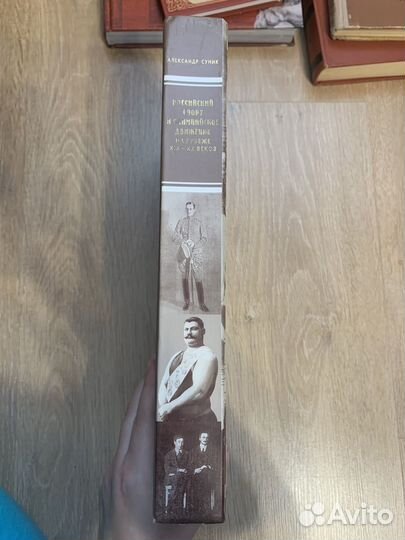 АЛЕКСАНДР СУНИК
РОССИЙСКИЙ
СПОРТ
И ОЛИМПИЙСКОЕ
ДВИЖЕНИЕ
НА РУБЕЖЕ
XIX-XX ВЕКОВ
Avito